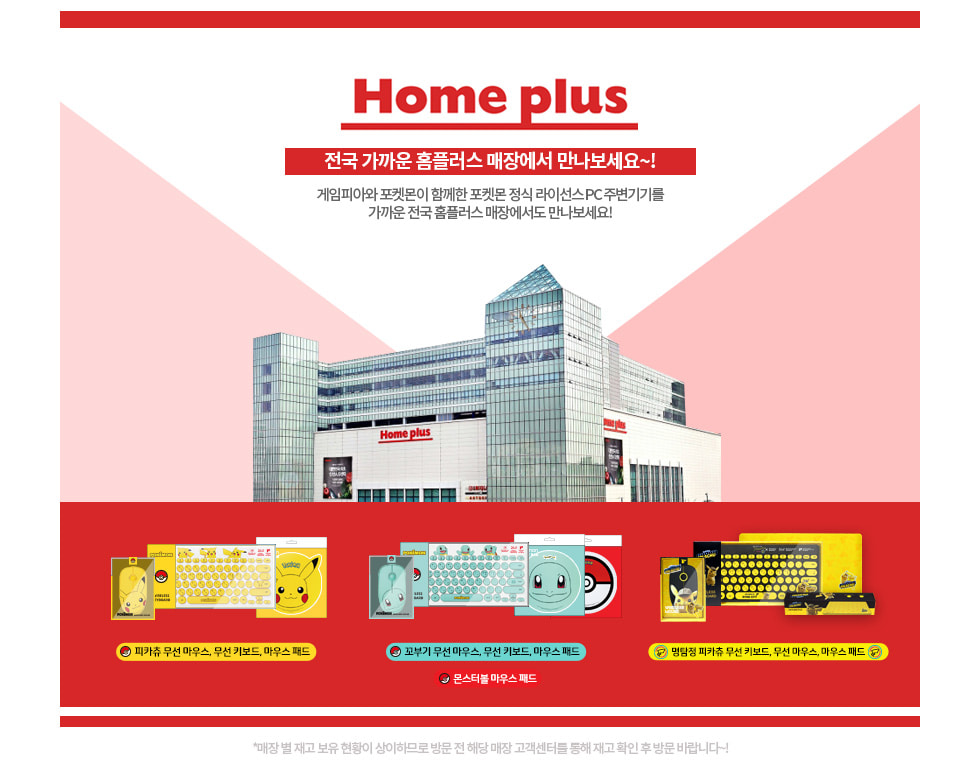 Home plus
전국 가까운 홈플러스 매장에서 만나보세요~!
게임피아와 포켓몬이 함께한 포켓몬 정식 라이선스 PC 주변기기를
가까운 전국 홈플러스 매장에서도 만나보세요!
Home plus
Home plus
피카츄 무선 마우스, 무선 키보드, 마우스 패드
꼬부기 무선 마우스, 무선 키보드, 마우스 패드
명탐정 피카츄 무선 키보드, 무선 마우스, 마우스 패드
몬스터볼 마우스 패드
*매장 별 재고 보유 현황이 상이하므로 방문 전 해당 매장 고객센터를 통해 재고 확인 후 방문 바랍니다~!